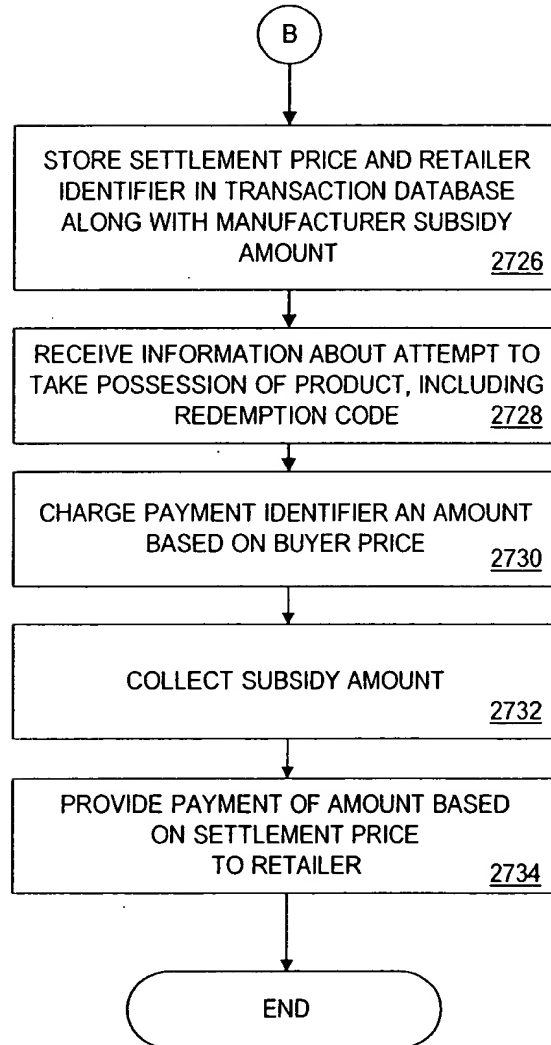 B
STORE SETTLEMENT PRICE AND RETAILER
IDENTIFIER IN TRANSACTION DATABASE
ALONG WITH MANUFACTURER SUBSIDY
AMOUNT
2726
RECEIVE INFORMATION ABOUT ATTEMPT TO
TAKE POSSESSION OF PRODUCT, INCLUDING
REDEMPTION CODE
2728
CHARGE PAYMENT IDENTIFIER AN AMOUNT
BASED ON BUYER PRICE
2730
COLLECT SUBSIDY AMOUNT
2732
PROVIDE PAYMENT OF AMOUNT BASED
ON SETTLEMENT PRICE
TO RETAILER
2734
END